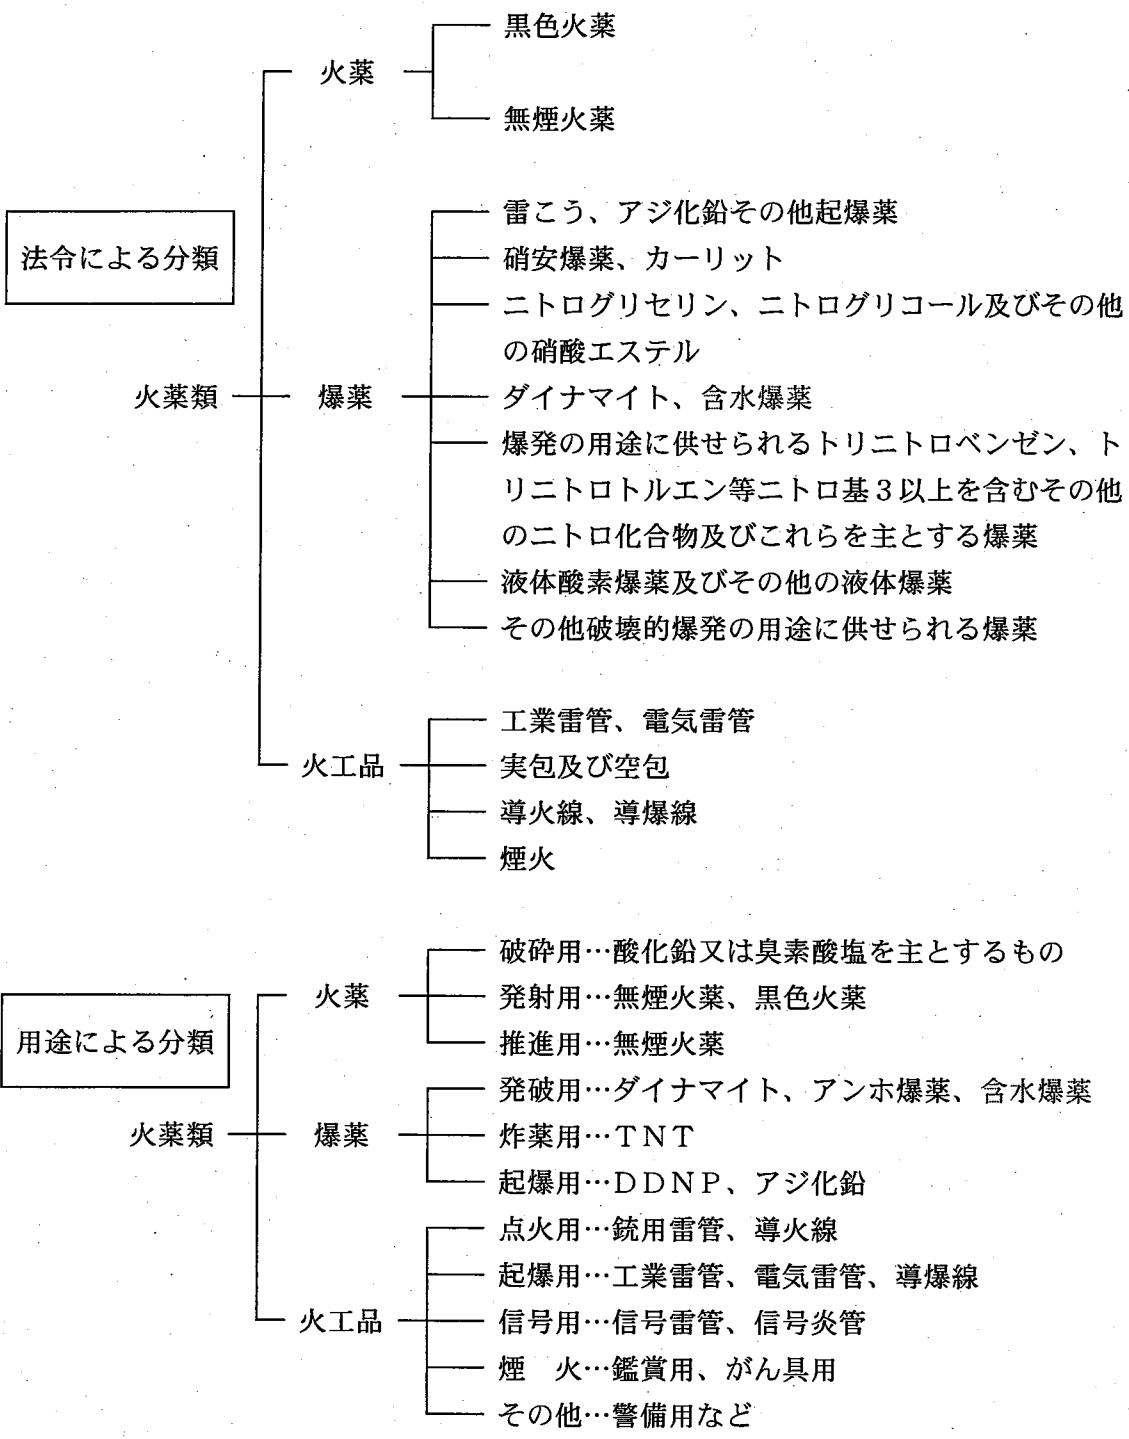 黒色火薬
火薬
無煙火薬
雷こう、アジ化鉛その他起爆薬
法令による分類
硝安爆薬、カーリット
ニトログリセリン、ニトログリコール及びその他
の硝酸エステル
火薬類
爆薬
ダイナマイト、含水爆薬
爆発の用途に供せられるトリニトロベンゼン、ト
リニトロトルエン等ニトロ基3以上を含むその他
のニトロ化合物及びこれらを主とする爆薬
液体酸素爆薬及びその他の液体爆薬
その他破壊的爆発の用途に供せられる爆薬
工業雷管、電気雷管
火工品
実包及び空包
導火線、導爆線
煙火
破砕用…酸化鉛又は臭素酸塩を主とするもの
火薬
発射用…無煙火薬、黒色火薬
用途による分類
推進用…無煙火薬
発破用…ダイナマイト、アンホ爆薬、含水爆薬
火薬類
爆薬
炸薬用…TNT
起爆用…DDNP、アジ化鉛
点火用…銃用雷管、導火線
起爆用…工業雷管、電気雷管、導爆線
火工品
信号用…信号雷管、信号炎管
煙 火…鑑賞用、がん具用
その他…警備用など